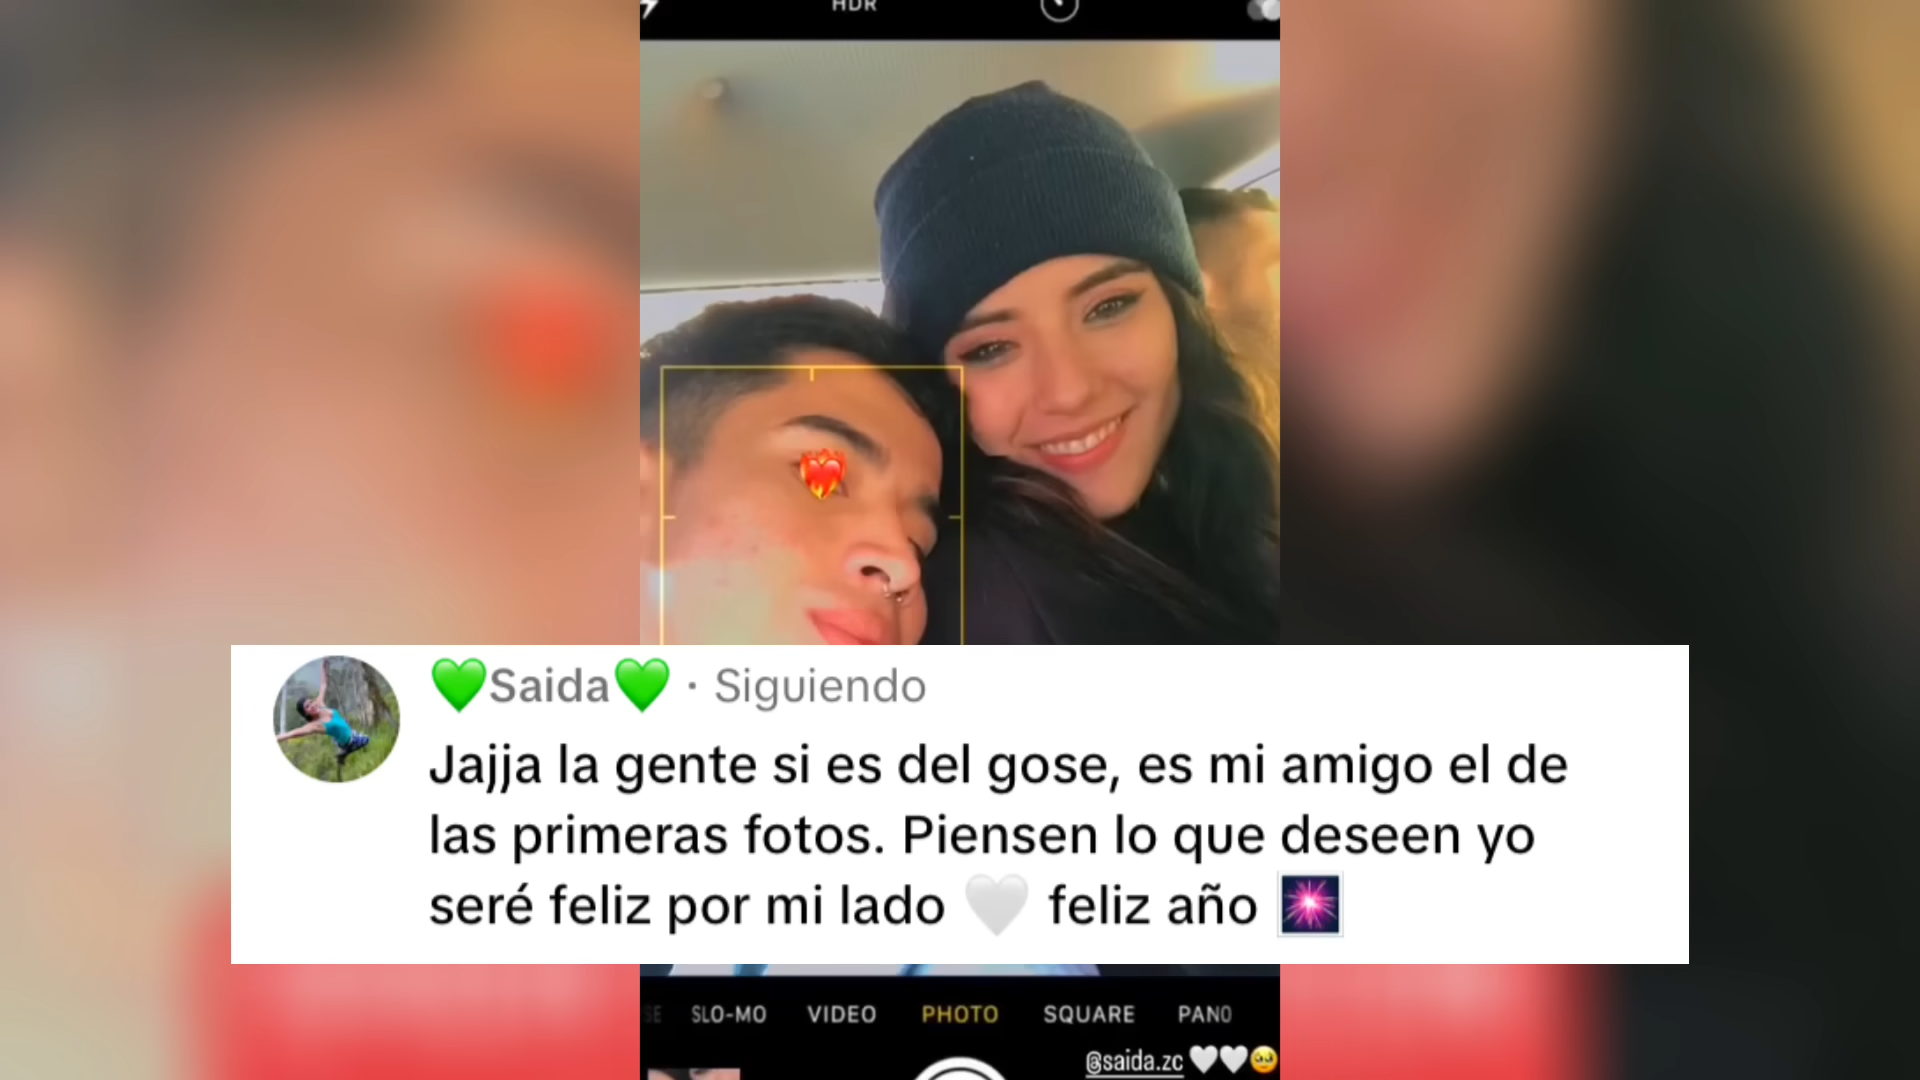 HDR
💚Saida💚 · Siguiendo
Jajja la gente si es del gose, es mi amigo el de
las primeras fotos. Piensen lo que deseen yo
seré feliz por mi lado 🤍 feliz año 🎆
SE SLO-MO VIDEO PHOTO SQUARE PANO
@saida.zc 🤍🤍🥹